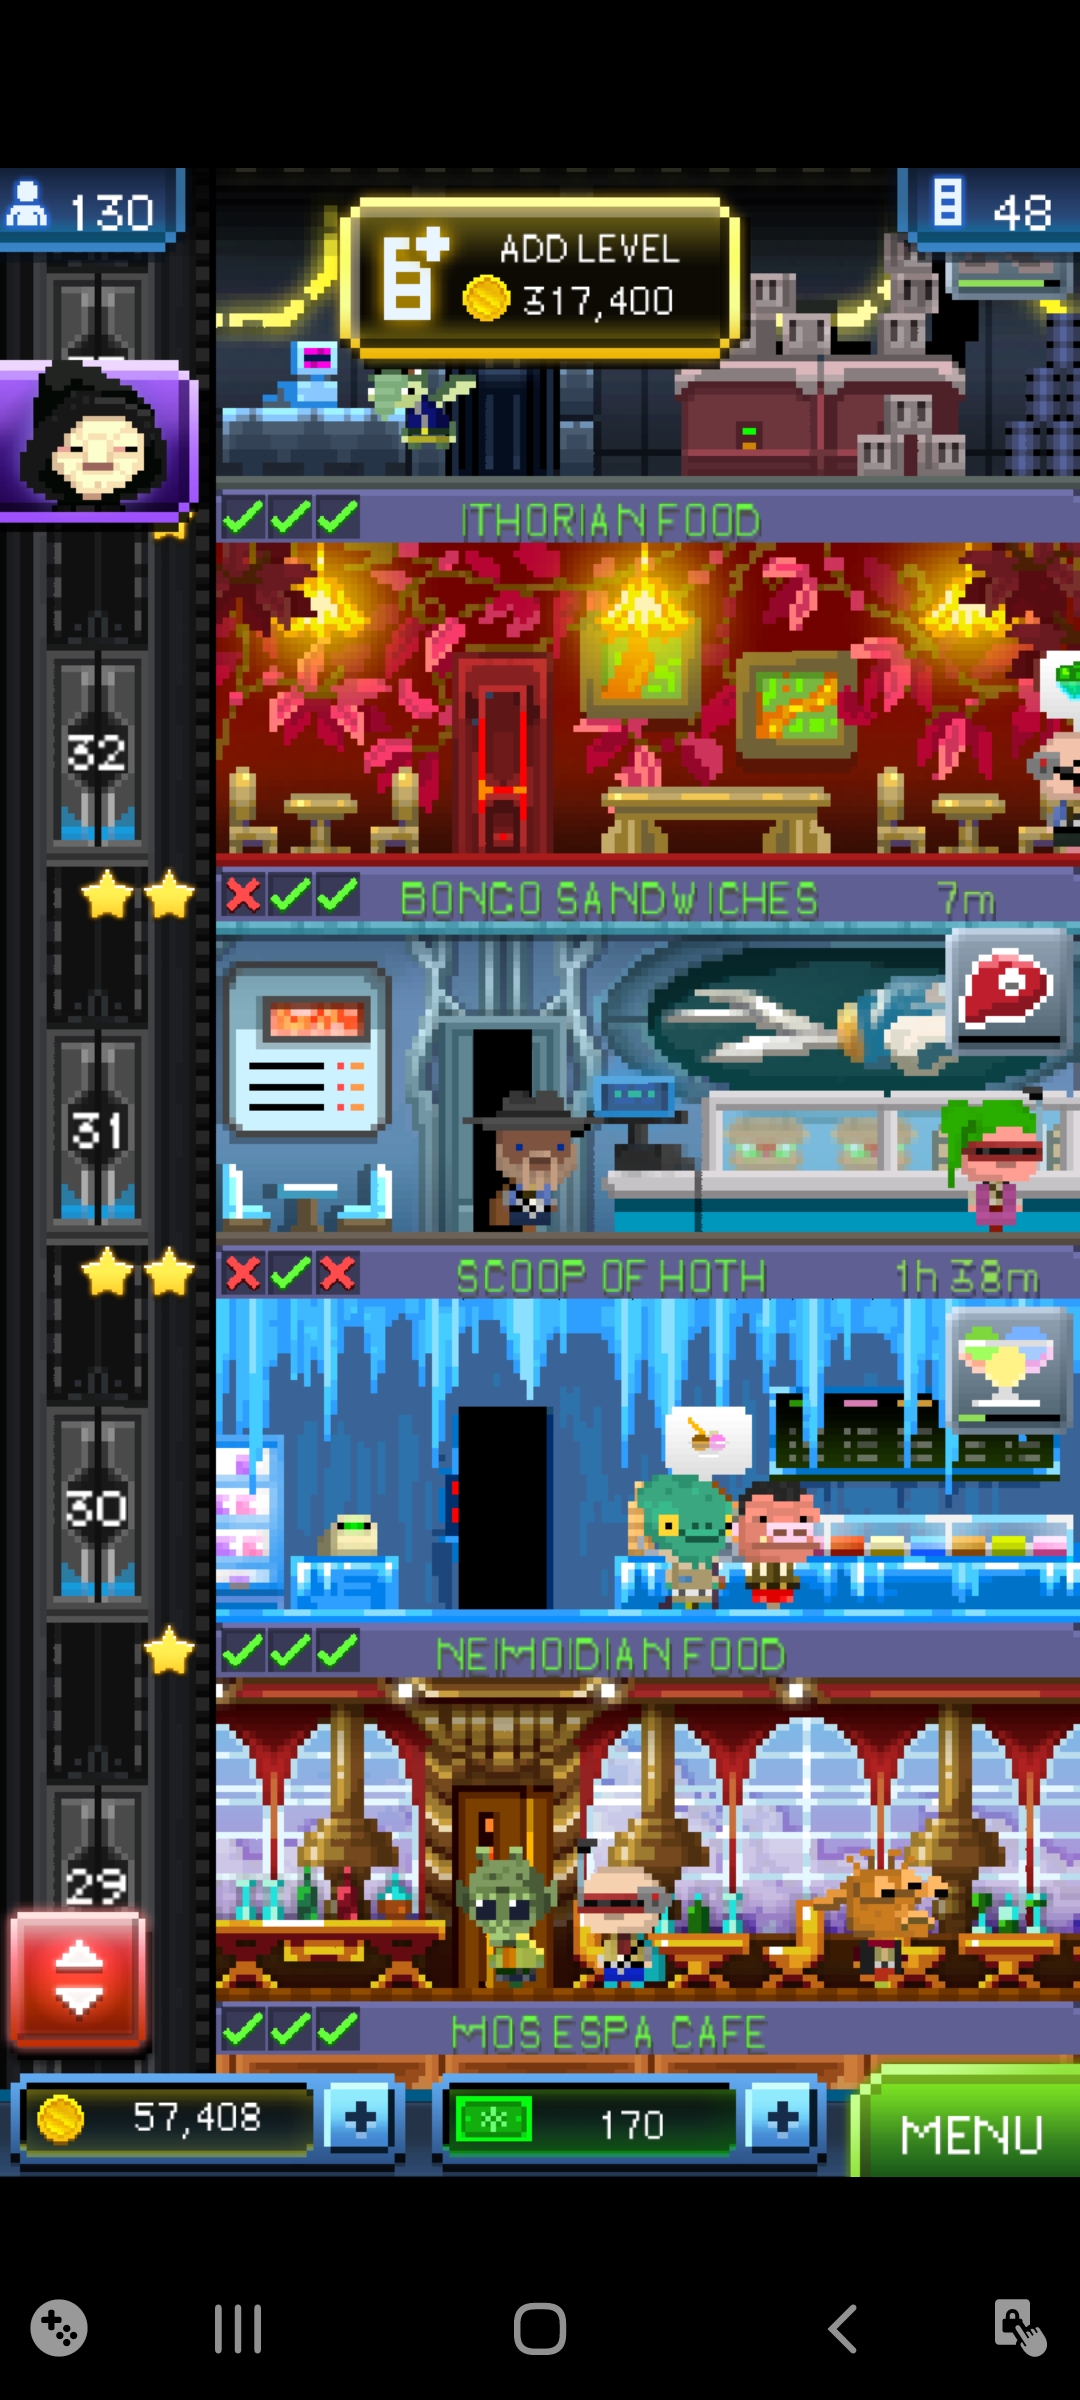 130
ADD LEVEL
317,400
48
ITHORIAN FOOD
32
BONGO SANDWICHES 7m
31
SCOOP OF HOTH 1h 38m
30
NEIMOIDIAN FOOD
29
MOS ESPA CAFE
57,408
170
MENU